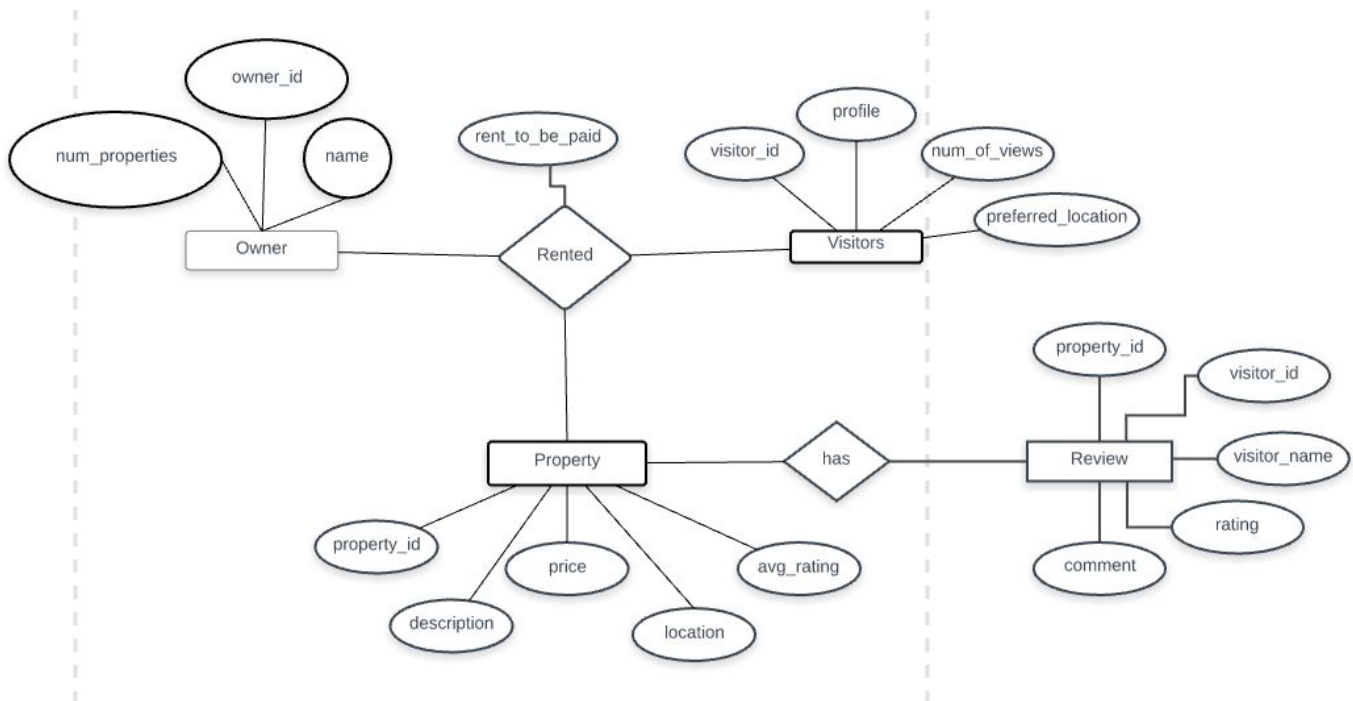 owner_id
num_properties
name
Owner
rent_to_be_paid
Rented
profile
visitor_id
num_of_views
preferred_location
Visitors
property_id
visitor_id
Review
visitor_name
rating
comment
has
Property
property_id
price
avg_rating
description
location